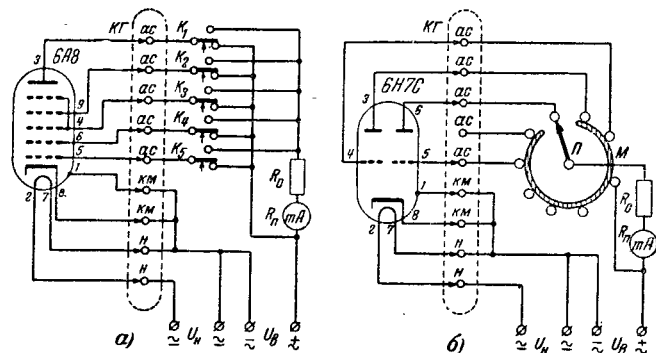 КГ ас К₁
6А8
3
ас К₂
9
ас К₃
4
ас К₄
6
ас К₅
5
1
км
2 7 8
км
н
н
R₀
Rп mA
а) Uн Uв
КГ ас
ас
6Н7С
3 6
ас
ас
П
4 5
ас
М
1
км
R₀
2 7 8
км
Rп
mA
н
н
б) Uн Uв